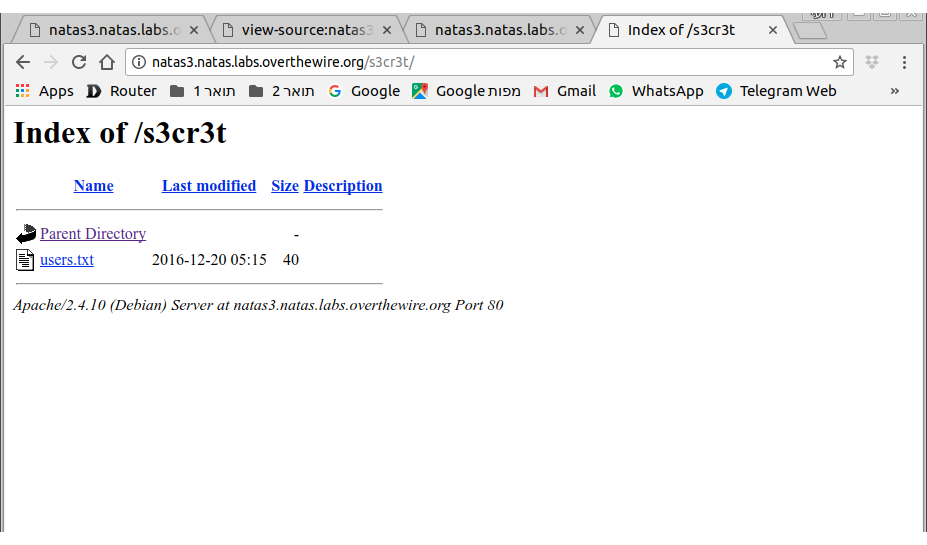 natas3.natas.labs.o
view-source:natas3
natas3.natas.labs.o
Index of /s3cr3t
natas3.natas.labs.overthewire.org/s3cr3t/
Apps Router תואר 1 תואר 2 Google Google מפות Gmail WhatsApp Telegram Web »
Index of /s3cr3t
Name Last modified Size Description
Parent Directory -
users.txt 2016-12-20 05:15 40
Apache/2.4.10 (Debian) Server at natas3.natas.labs.overthewire.org Port 80